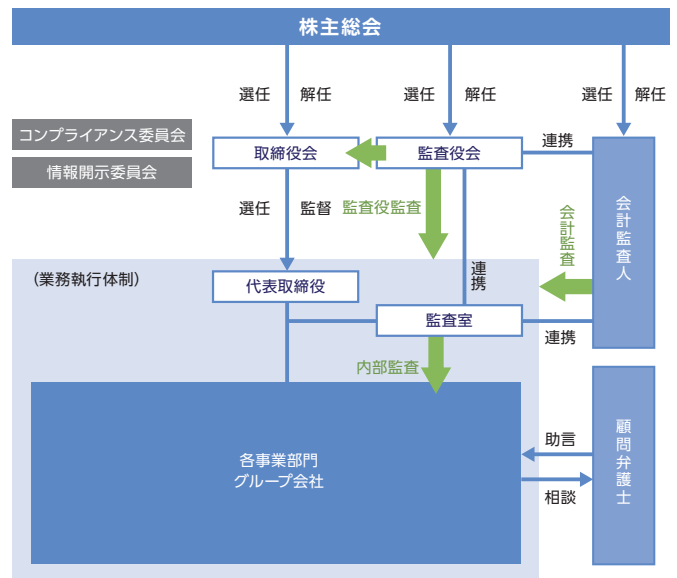 株主総会
選任 解任
選任 解任
選任 解任
コンプライアンス委員会
情報開示委員会
取締役会
監査役会
連携
会計監査人
選任 監督
監査役監査
会計監査
連携
（業務執行体制）
代表取締役
監査室
連携
内部監査
各事業部門
グループ会社
助言
相談
顧問弁護士